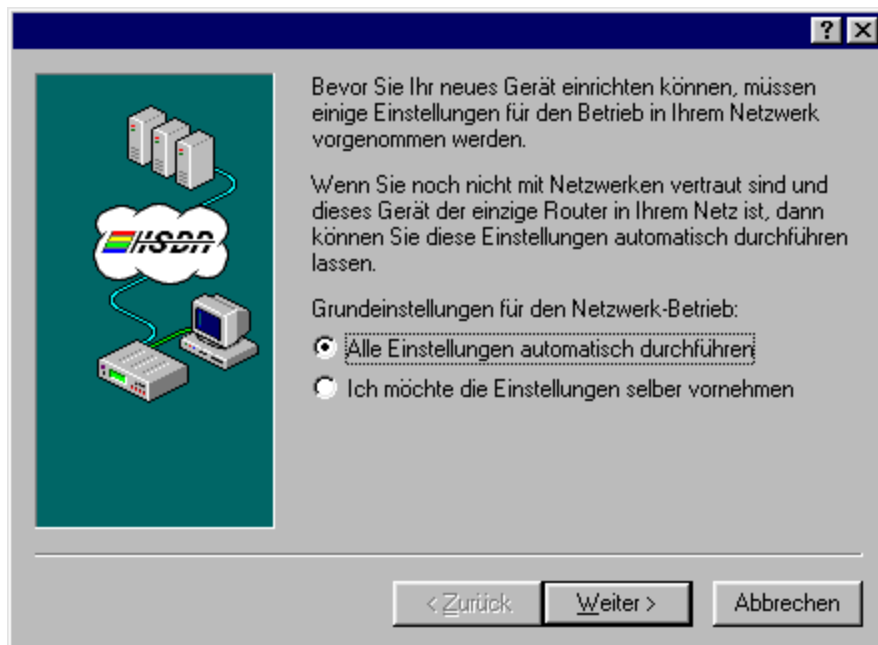 ?
Bevor Sie Ihr neues Gerät einrichten können, müssen
einige Einstellungen für den Betrieb in Ihrem Netzwerk
vorgenommen werden.
Wenn Sie noch nicht mit Netzwerken vertraut sind und
dieses Gerät der einzige Router in Ihrem Netz ist, dann
können Sie diese Einstellungen automatisch durchführen
lassen.
ISDN
Grundeinstellungen für den Netzwerk-Betrieb:
Alle Einstellungen automatisch durchführen
Ich möchte die Einstellungen selber vornehmen
< Zurück
Weiter >
Abbrechen